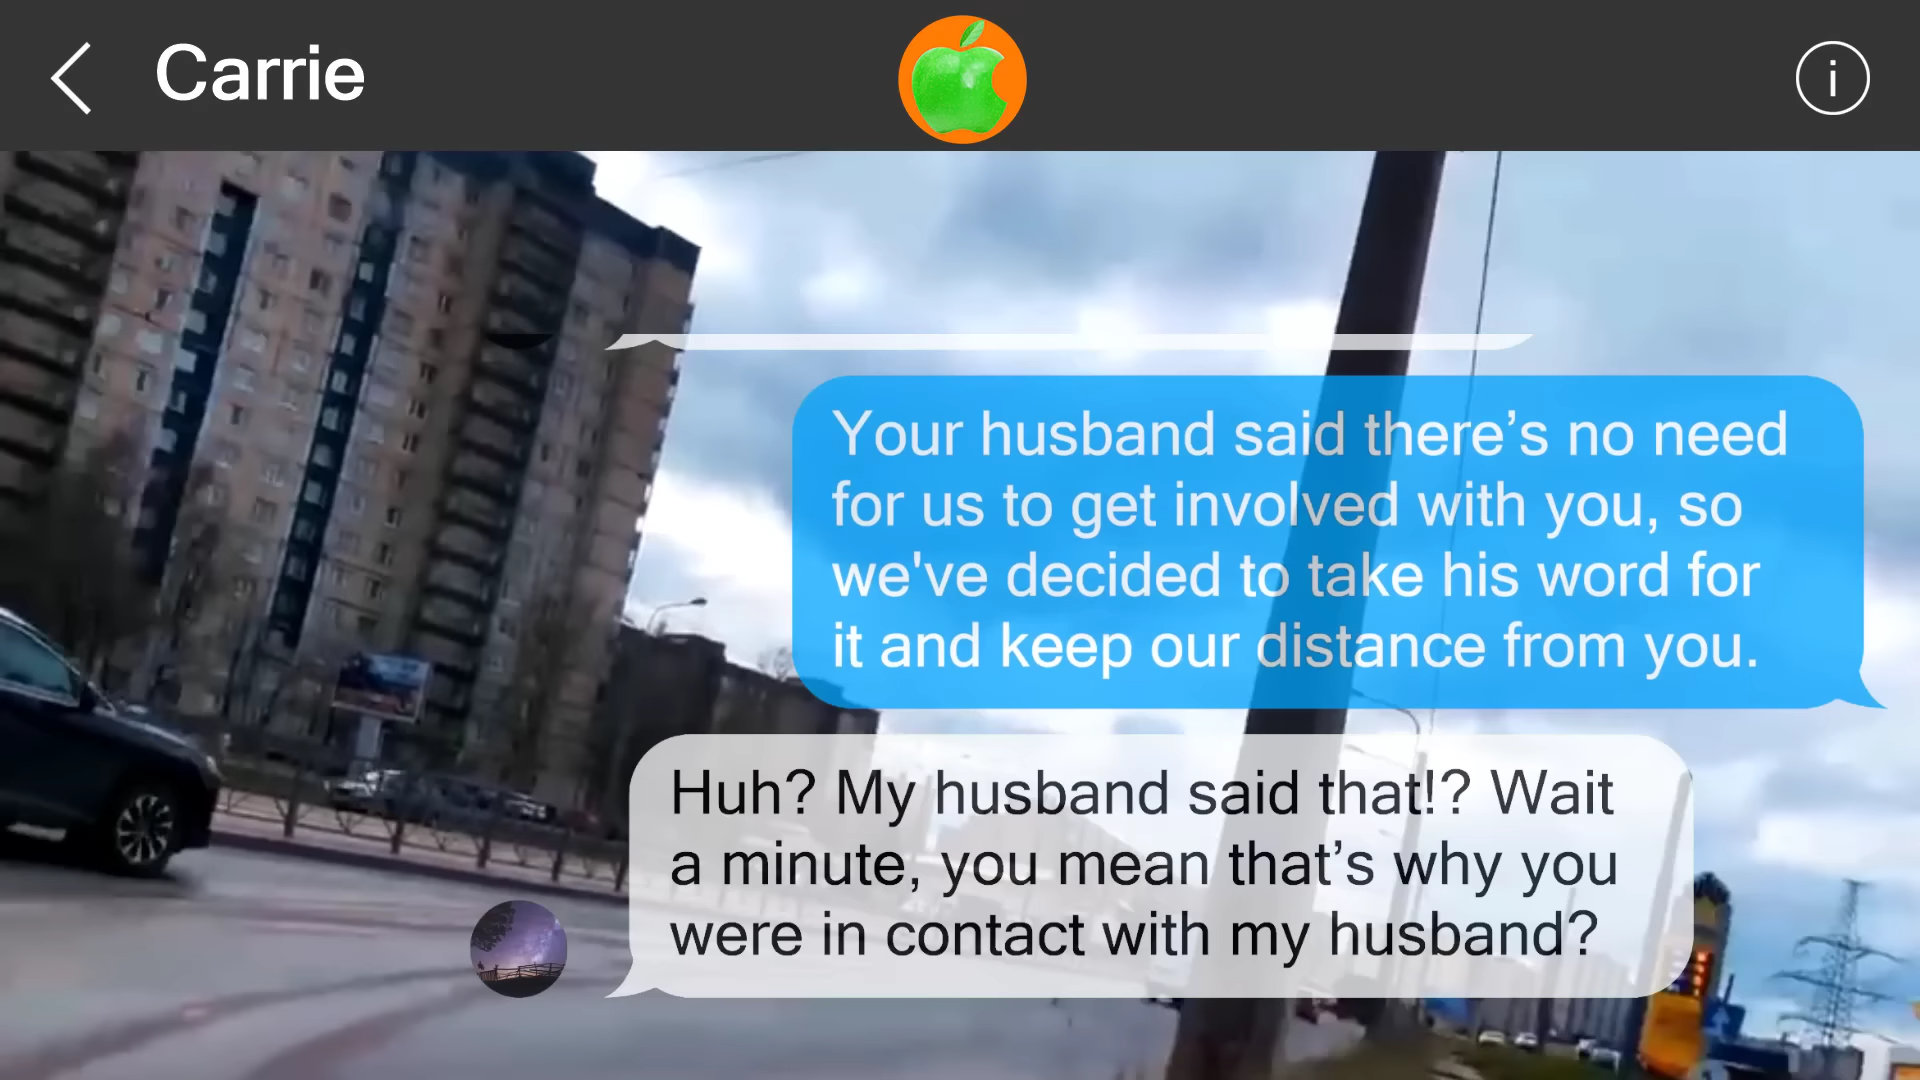 Carrie
Your husband said there’s no need
for us to get involved with you, so
we've decided to take his word for
it and keep our distance from you.
Huh? My husband said that!? Wait
a minute, you mean that’s why you
were in contact with my husband?